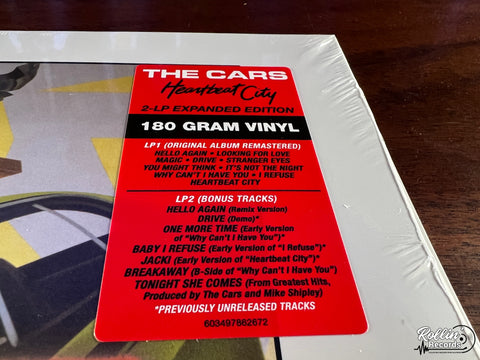 THE CARS
Heartbeat City
2-LP EXPANDED EDITION
180 GRAM VINYL
LP1 (ORIGINAL ALBUM REMASTERED)
HELLO AGAIN • LOOKING FOR LOVE
MAGIC • DRIVE • STRANGER EYES
YOU MIGHT THINK • IT'S NOT THE NIGHT
WHY CAN'T I HAVE YOU • I REFUSE
HEARTBEAT CITY
LP2 (BONUS TRACKS)
HELLO AGAIN (Remix Version)
DRIVE (Demo)*
ONE MORE TIME (Early Version
of "Why Can't I Have You")*
BABY I REFUSE (Early Version of "I Refuse")*
JACKI (Early Version of "Heartbeat City")*
BREAKAWAY (B-Side of "Why Can't I Have You")
TONIGHT SHE COMES (From Greatest Hits,
Produced by The Cars and Mike Shipley)
*PREVIOUSLY UNRELEASED TRACKS
603497862672
Rollin'
Records